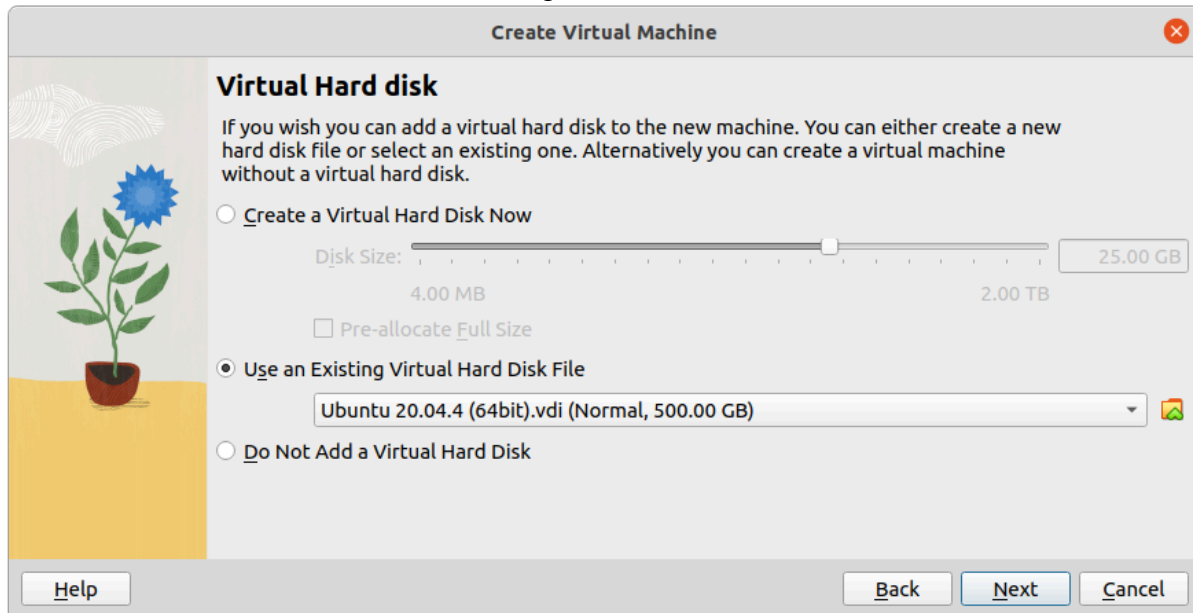 Create Virtual Machine
Virtual Hard disk
If you wish you can add a virtual hard disk to the new machine. You can either create a new
hard disk file or select an existing one. Alternatively you can create a virtual machine
without a virtual hard disk.
Create a Virtual Hard Disk Now
Disk Size:
25.00 GB
4.00 MB
2.00 TB
Pre-allocate Full Size
Use an Existing Virtual Hard Disk File
Ubuntu 20.04.4 (64bit).vdi (Normal, 500.00 GB)
Do Not Add a Virtual Hard Disk
Help
Back
Next
Cancel